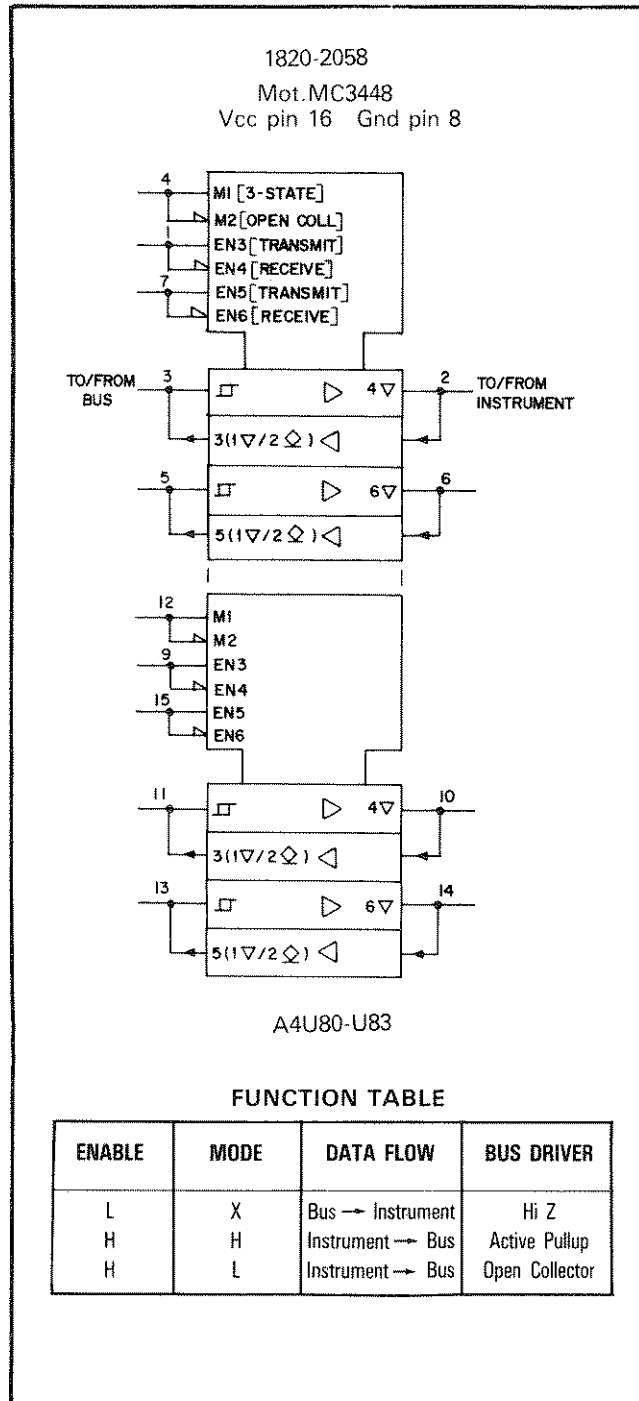 1820-2058
Mot.MC3448
Vcc pin 16 Gnd pin 8
4
M1 [3-STATE]
M2 [OPEN COLL]
1
EN3 [TRANSMIT]
EN4 [RECEIVE]
7
EN5 [TRANSMIT]
EN6 [RECEIVE]
TO/FROM BUS
3
4▽
2
TO/FROM INSTRUMENT
3(1▽/2◇)
5
6▽
6
5(1▽/2◇)
12
M1
M2
9
EN3
EN4
15
EN5
EN6
11
4▽
10
3(1▽/2◇)
13
6▽
14
5(1▽/2◇)
A4U80-U83
FUNCTION TABLE
ENABLE MODE DATA FLOW BUS DRIVER
L X Bus → Instrument Hi Z
H H Instrument → Bus Active Pullup
H L Instrument → Bus Open Collector